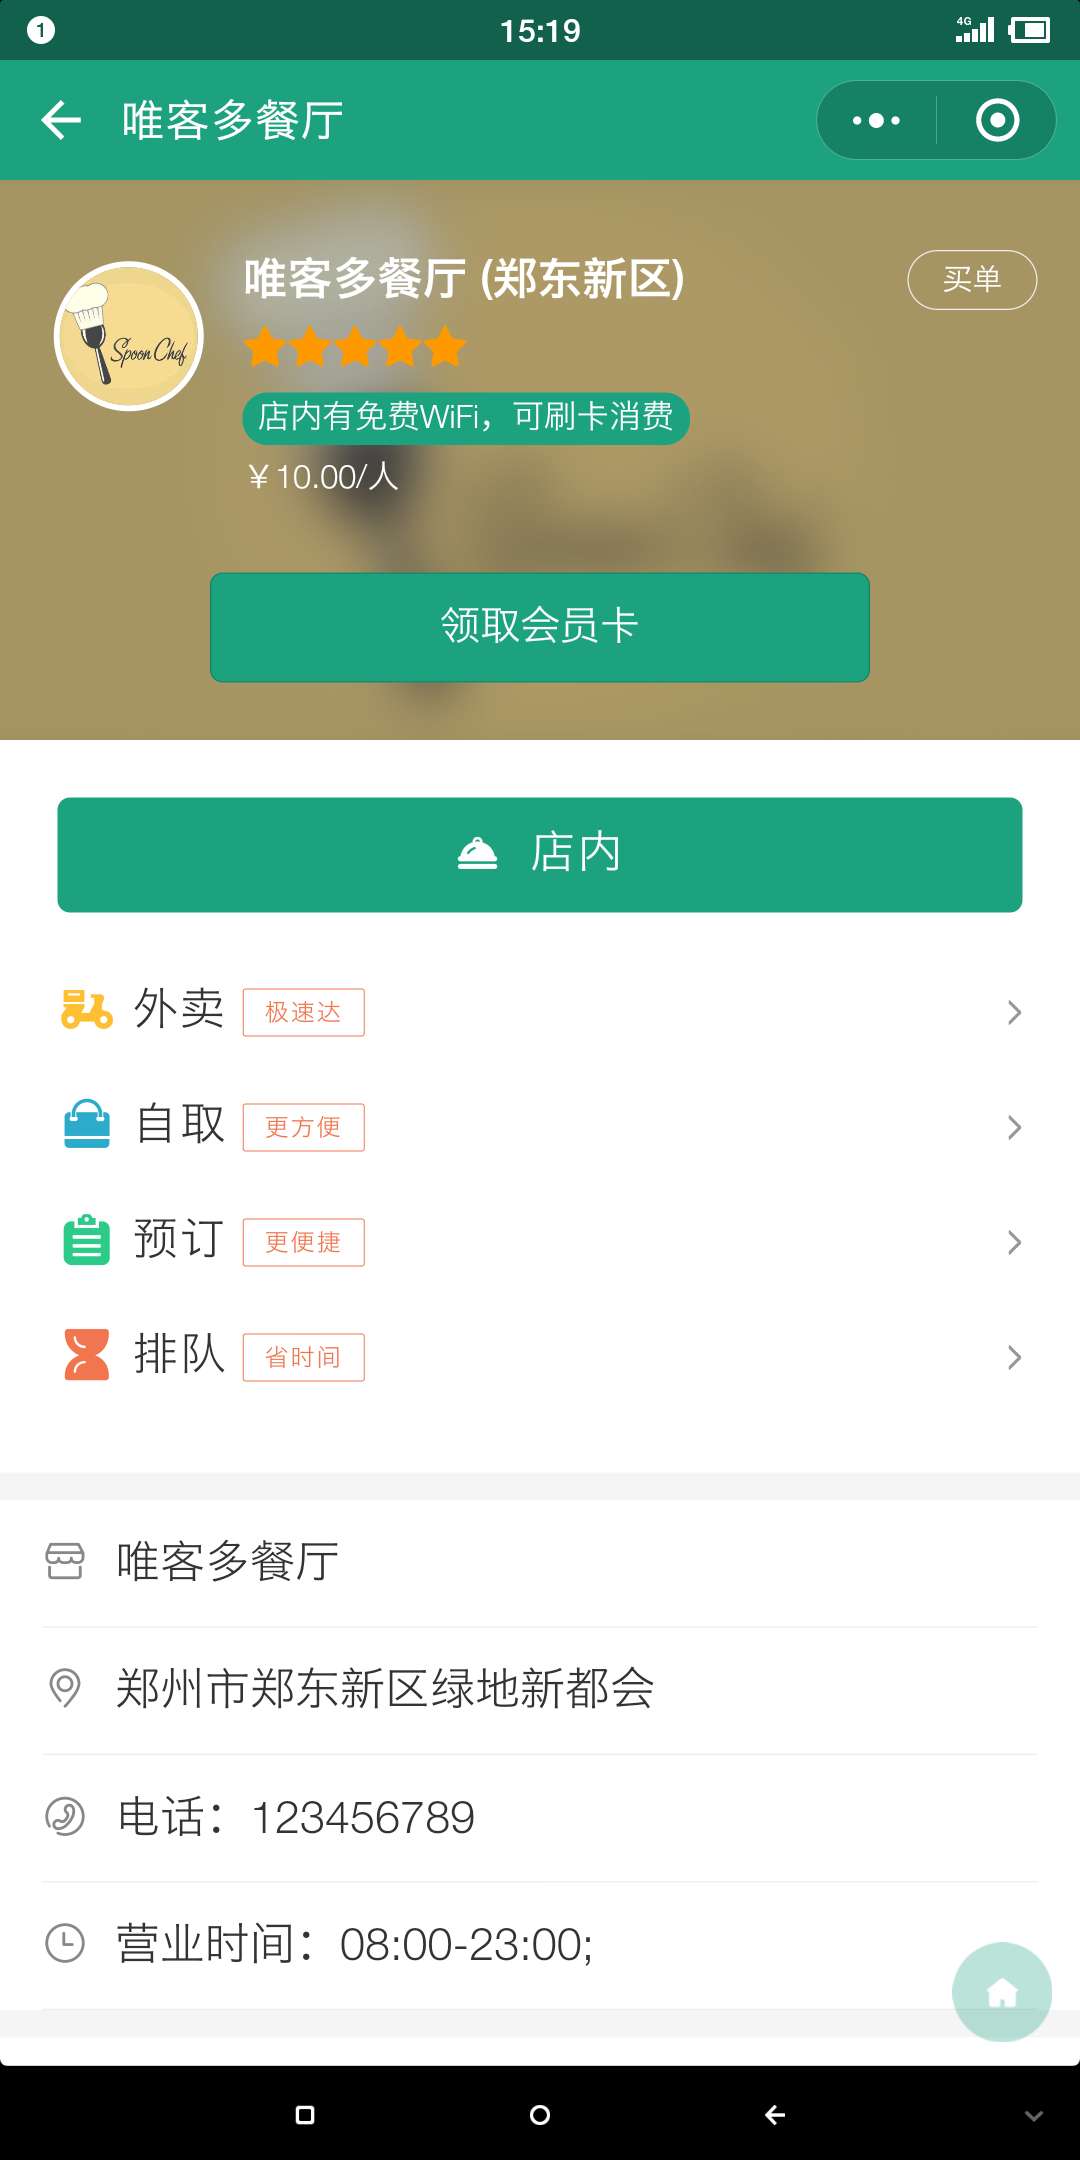 1
15:19
4G
唯客多餐厅
唯客多餐厅 (郑东新区)
买单
Spoon Chef
店内有免费WiFi，可刷卡消费
￥10.00/人
领取会员卡
店内
外卖 极速达
自取 更方便
预订 更便捷
排队 省时间
唯客多餐厅
郑州市郑东新区绿地新都会
电话：123456789
营业时间：08:00-23:00;